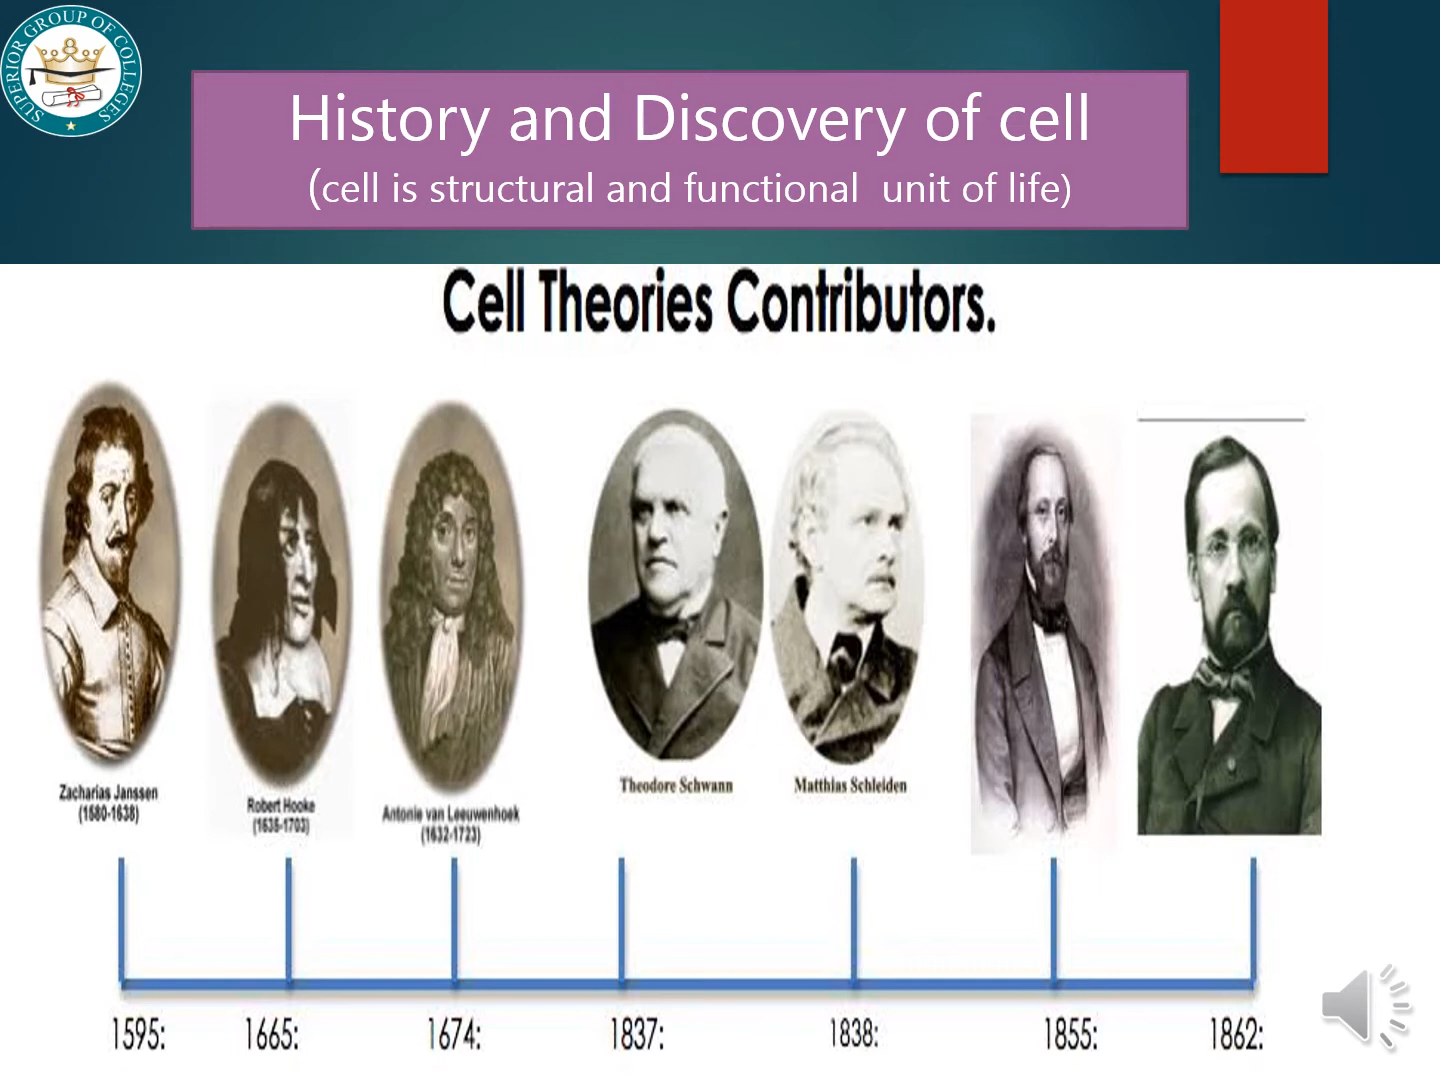 SUPERIOR GROUP OF COLLEGES
History and Discovery of cell
(cell is structural and functional unit of life)
Cell Theories Contributors.
Zacharias Janssen
(1580-1638)
Robert Hooke
(1635-1703)
Antonie van Leeuwenhoek
(1632-1723)
Theodore Schwann
Matthias Schleiden
1595:
1665:
1674:
1837:
1838:
1855:
1862: